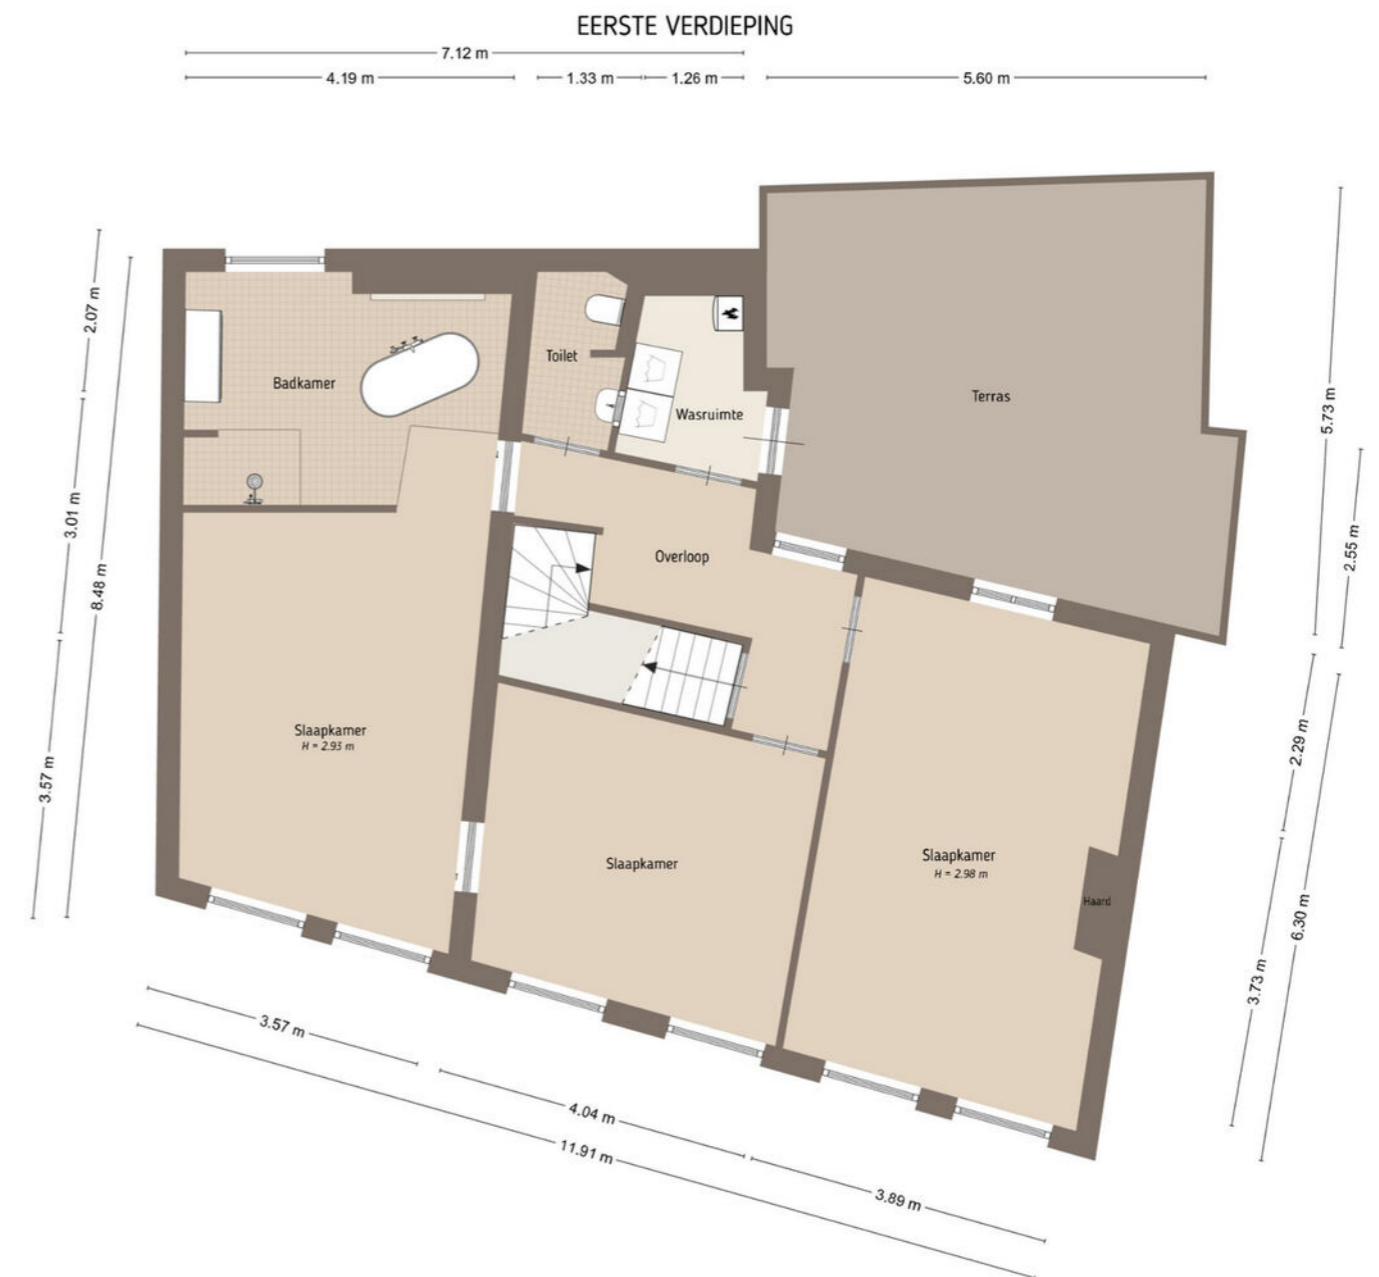 EERSTE VERDIEPING
7.12 m
4.19 m
1.33 m
1.26 m
5.60 m
2.07 m
3.01 m
8.48 m
3.57 m
5.73 m
2.55 m
2.29 m
6.30 m
3.73 m
Badkamer
Toilet
Wasruimte
Terras
Overloop
Slaapkamer
H = 2.93 m
Slaapkamer
Slaapkamer
H = 2.98 m
Haard
3.57 m
4.04 m
11.91 m
3.89 m